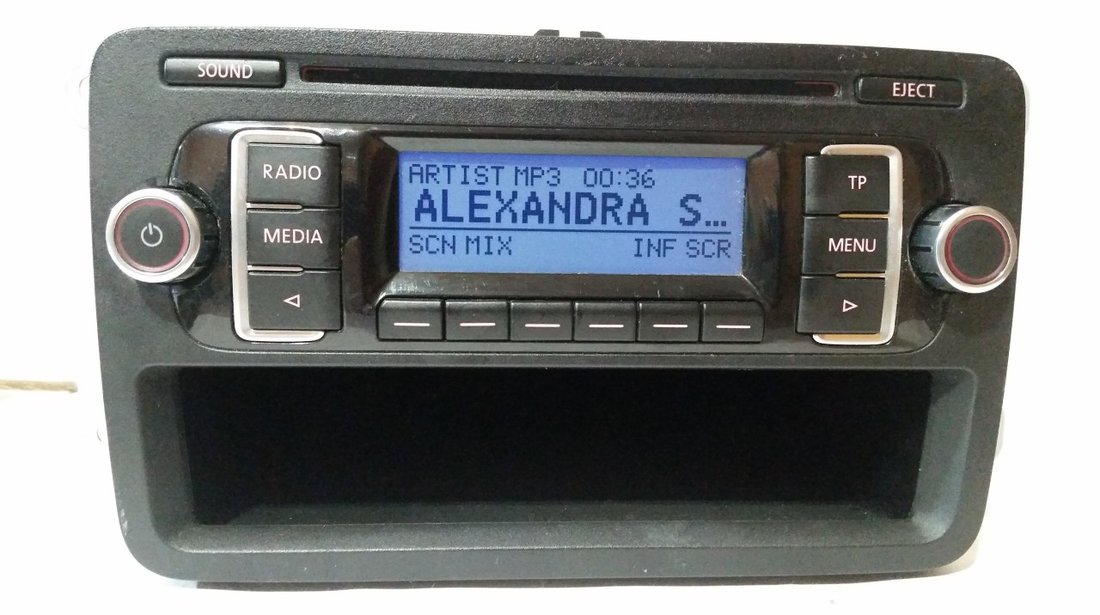 SOUND
EJECT
RADIO
MEDIA
ARTIST MP3 00:36
ALEXANDRA S...
SCN MIX INF SCR
TP
MENU